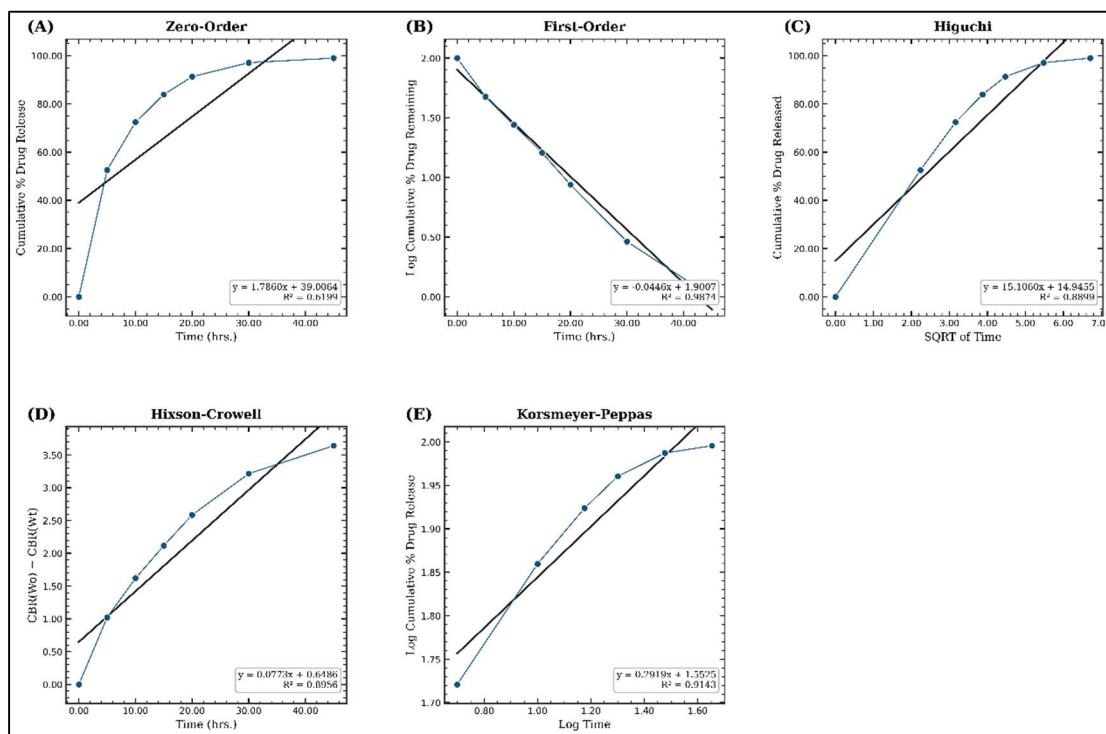 (A)
Zero-Order
100.00
80.00
60.00
40.00
20.00
0.00
Cumulative % Drug Release
y = 1.7860x + 39.0064
R² = 0.6199
0.00 10.00 20.00 30.00 40.00
Time (hrs.)
(B)
First-Order
2.00
1.50
1.00
0.50
0.00
Log Cumulative % Drug Remaining
y = -0.0446x + 1.9007
R² = 0.9874
0.00 10.00 20.00 30.00 40.00
Time (hrs.)
(C)
Higuchi
100.00
80.00
60.00
40.00
20.00
0.00
Cumulative % Drug Released
y = 15.1060x + 14.9455
R² = 0.8899
0.00 1.00 2.00 3.00 4.00 5.00 6.00 7.0
SQRT of Time
(D)
Hixson-Crowell
3.50
3.00
2.50
2.00
1.50
1.00
0.50
0.00
CBR(Wo) − CBR(Wt)
y = 0.0773x + 0.6486
R² = 0.8956
0.00 10.00 20.00 30.00 40.00
Time (hrs.)
(E)
Korsmeyer-Peppas
2.00
1.95
1.90
1.85
1.80
1.75
1.70
Log Cumulative % Drug Release
y = 0.2919x + 1.5525
R² = 0.9143
0.80 1.00 1.20 1.40 1.60
Log Time